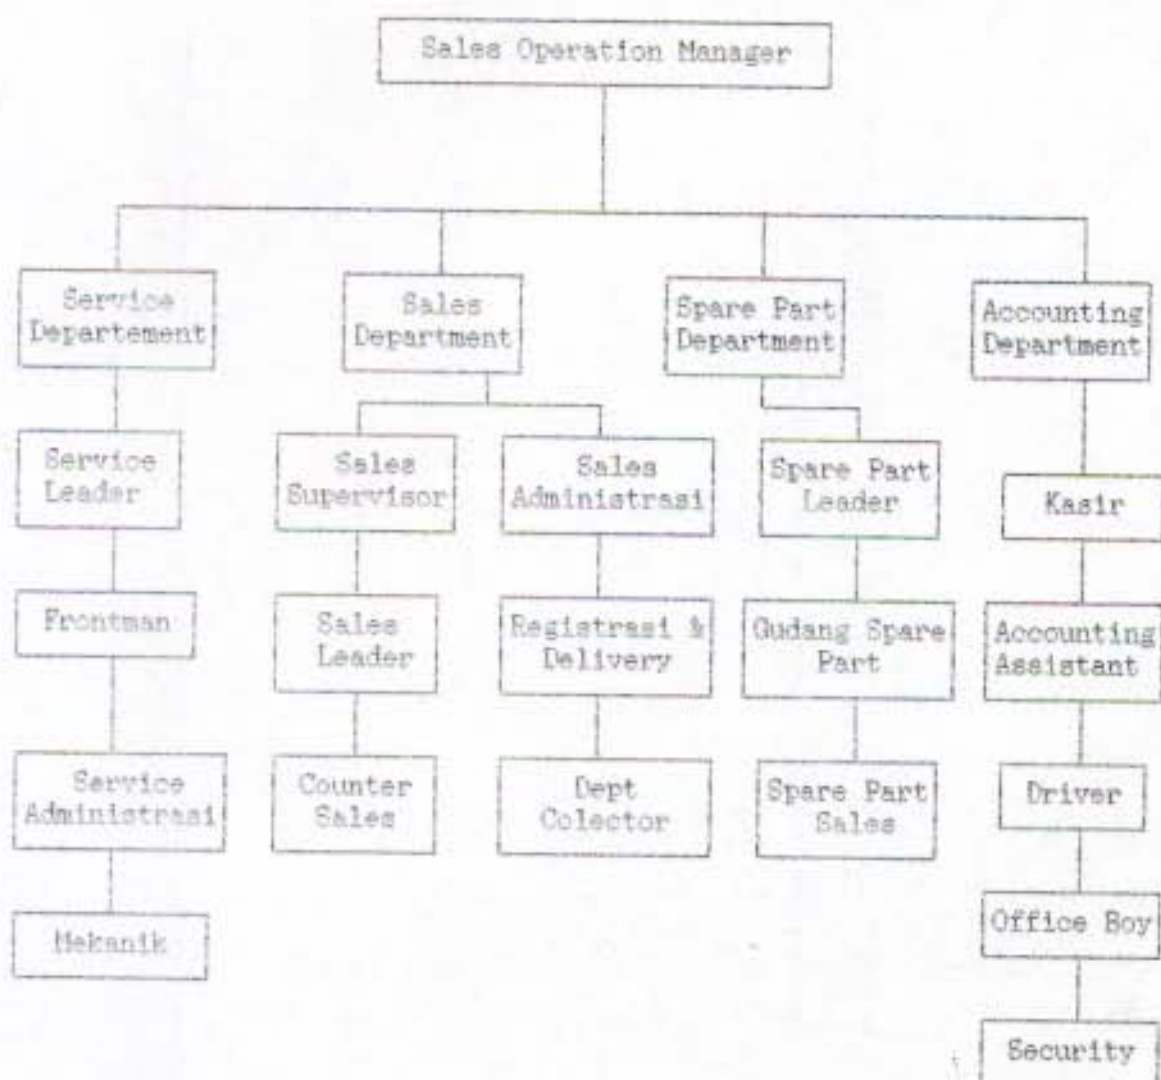 Sales Operation Manager
Service
Departement
Sales
Department
Spare Part
Department
Accounting
Department
Service
Leader
Sales
Supervisor
Sales
Administrasi
Spare Part
Leader
Kasir
Frontman
Sales
Leader
Registrasi &
Delivery
Gudang Spare
Part
Accounting
Assistant
Service
Administrasi
Counter
Sales
Dept
Colector
Spare Part
Sales
Driver
Mekanik
Office Boy
Security